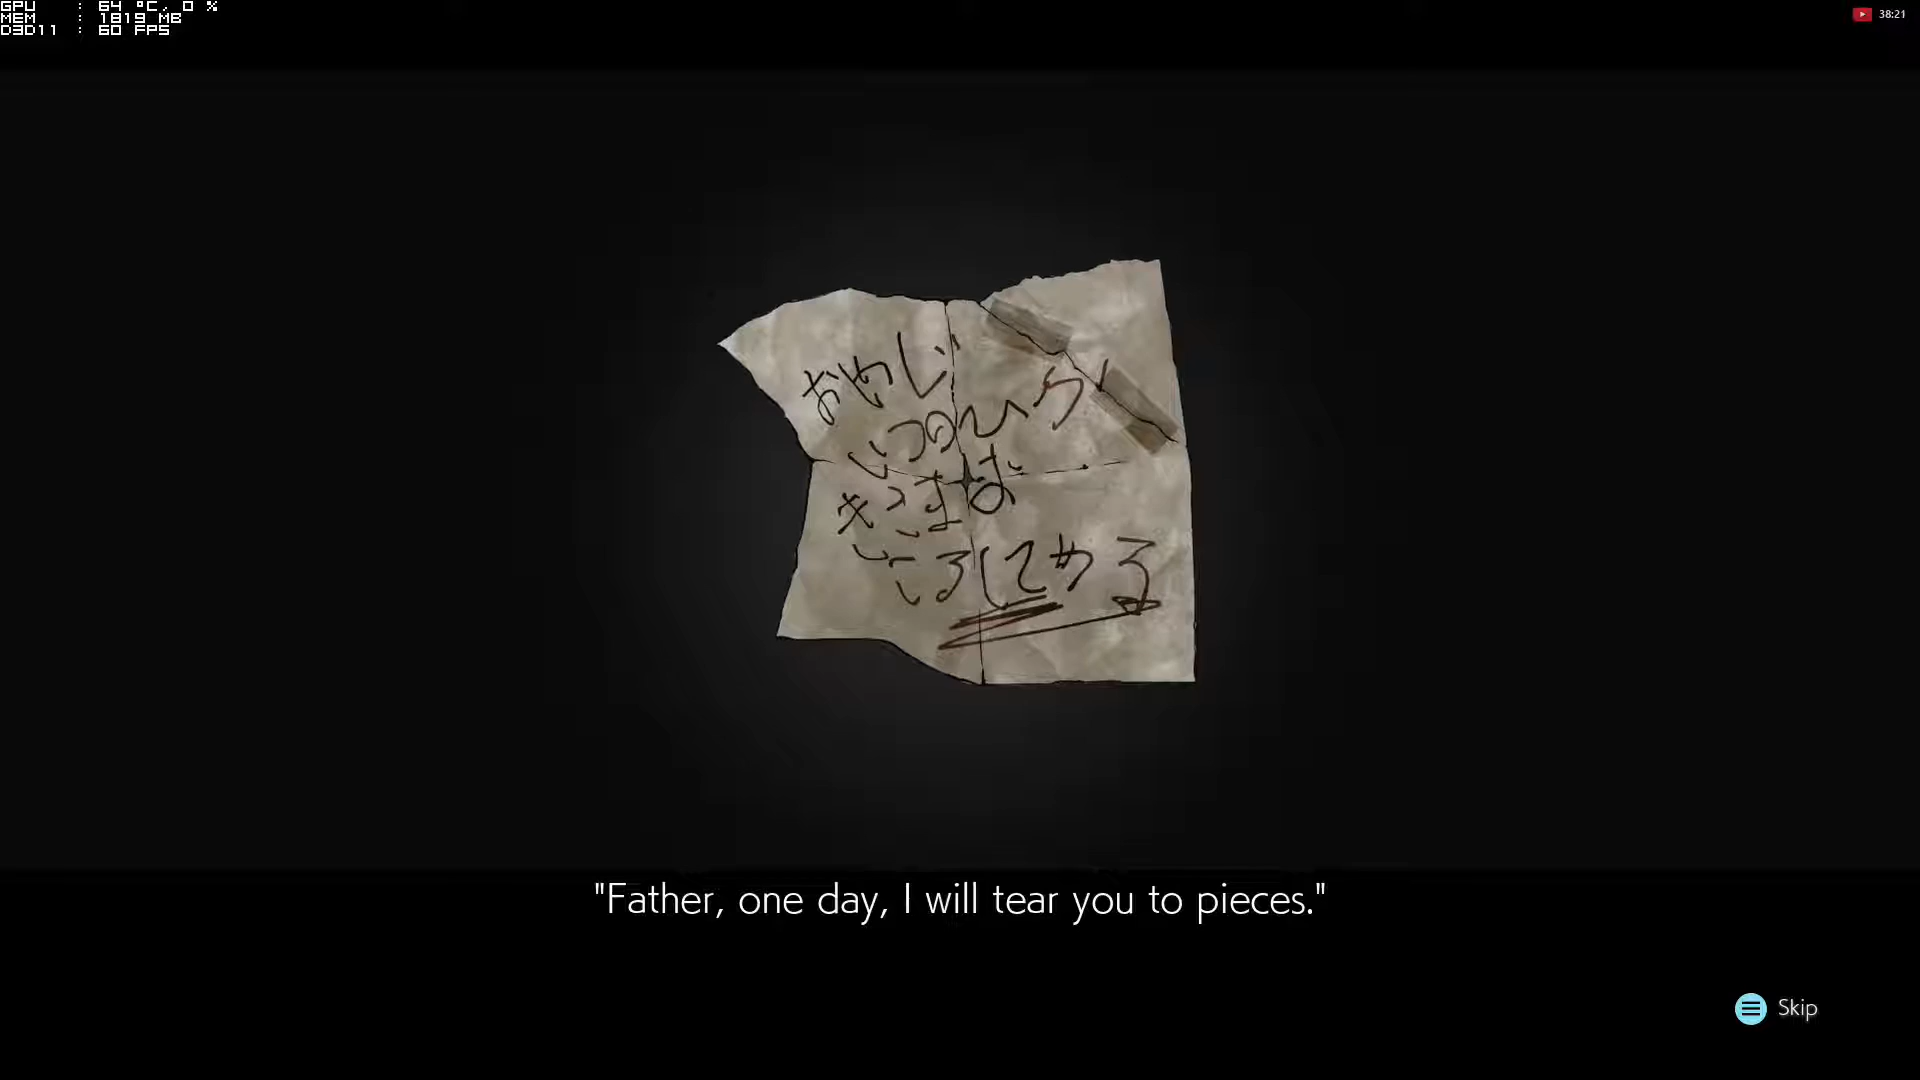 GPU : 64 °C, 0 %
MEM : 1819 MB
D3D11 : 60 FPS
38:21
おやじ
いつのひか
きさまお
ころしてやる
"Father, one day, I will tear you to pieces."
Skip